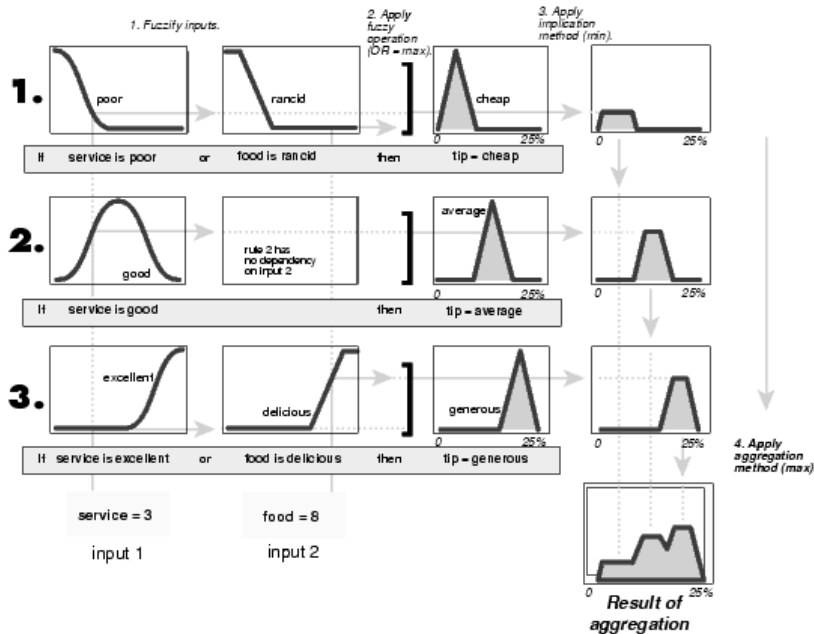 1. Fuzzify inputs.
2. Apply
fuzzy
operation
(OR = max).
3. Apply
implication
method (min).
1.
poor
rancid
cheap
0
25%
0
25%
If service is poor or food is rancid then tip = cheap
2.
good
rule 2 has
no dependency
on input 2
average
0
25%
0
25%
If service is good then tip = average
3.
excellent
delicious
generous
0
25%
0
25%
If service is excellent or food is delicious then tip = generous
4. Apply
aggregation
method (max)
service = 3
food = 8
input 1
input 2
0
25%
Result of
aggregation